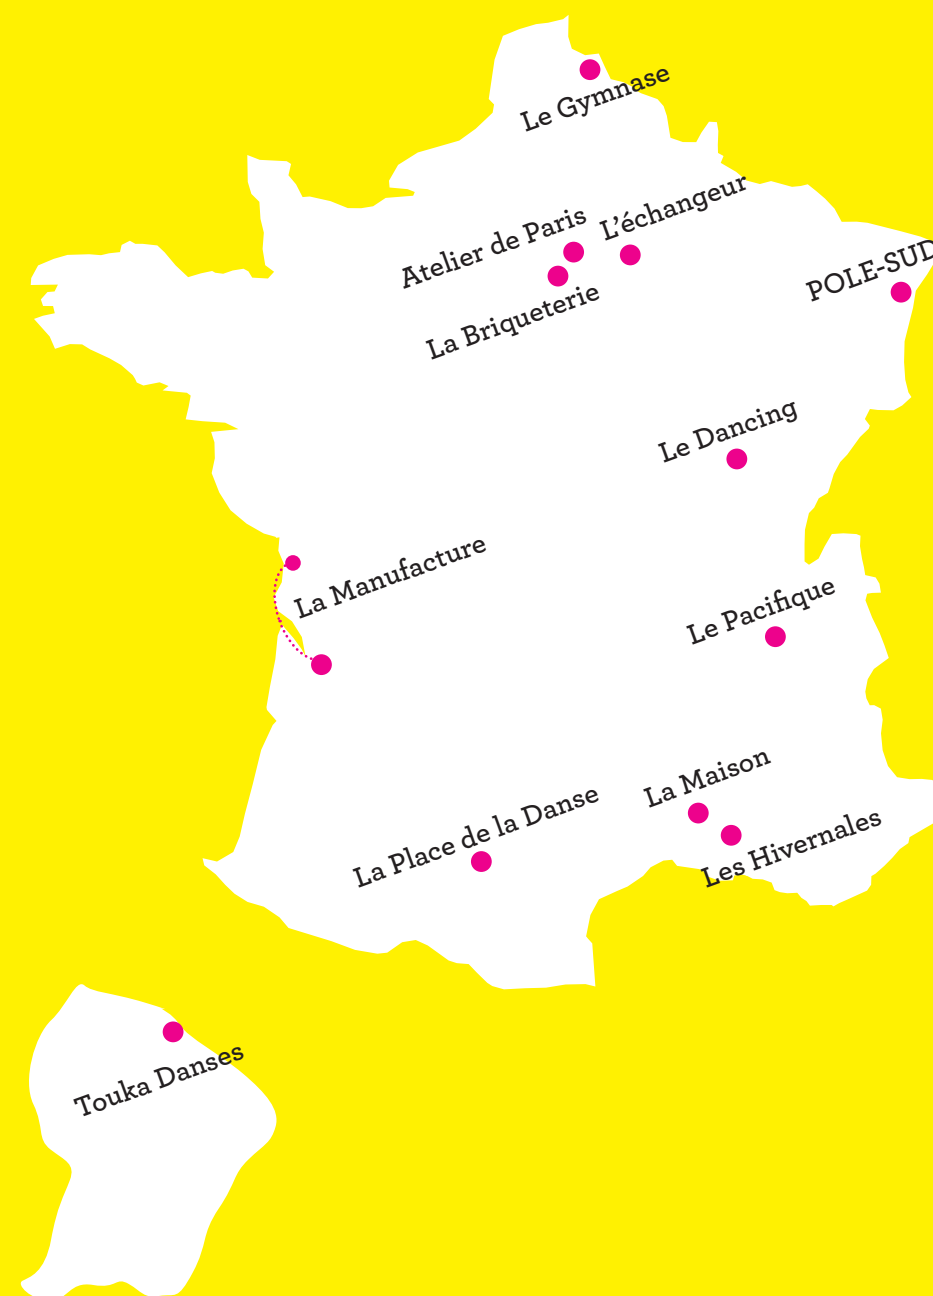 Le Gymnase
L’échangeur
Atelier de Paris
POLE-SUD
La Briqueterie
Le Dancing
La Manufacture
Le Pacifique
La Maison
La Place de la Danse
Les Hivernales
Touka Danses